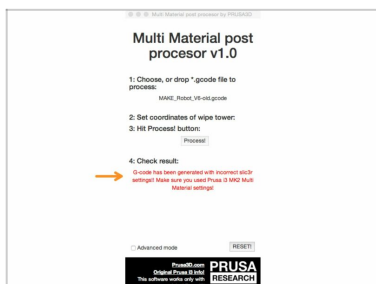 Multi Material post procesor by PRUSA3D
Multi Material post
procesor v1.0
1: Choose, or drop *.gcode file to
process:
MAKE_Robot_V6-old.gcode
2: Set coordinates of wipe tower:
3: Hit Process! button:
Process!
4: Check result:
G-code has been generated with incorrect slic3r
settings!! Make sure you used Prusa i3 MK2 Multi
Material settings!
Advanced mode
RESET!
Prusa3D.com
Original Prusa i3 info!
This software works only with
PRUSA
RESEARCH